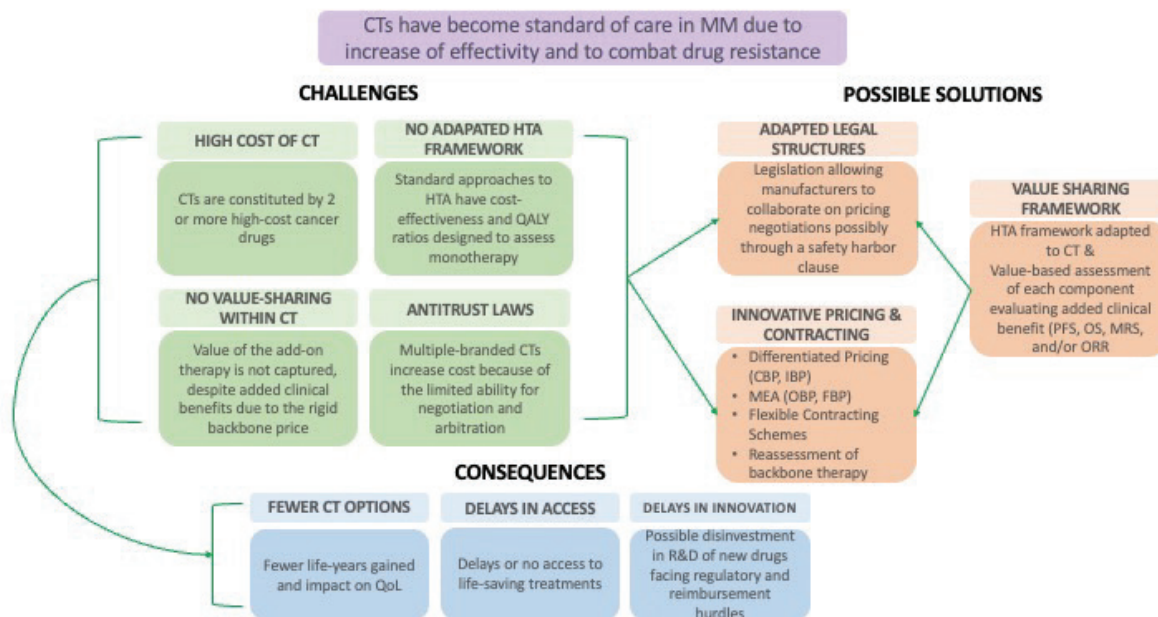 CTs have become standard of care in MM due to
increase of effectivity and to combat drug resistance
CHALLENGES
HIGH COST OF CT
CTs are constituted by 2
or more high-cost cancer
drugs
NO ADAPATED HTA
FRAMEWORK
Standard approaches to
HTA have cost-
effectiveness and QALY
ratios designed to assess
monotherapy
NO VALUE-SHARING
WITHIN CT
Value of the add-on
therapy is not captured,
despite added clinical
benefits due to the rigid
backbone price
ANTITRUST LAWS
Multiple-branded CTs
increase cost because of
the limited ability for
negotiation and
arbitration
POSSIBLE SOLUTIONS
ADAPTED LEGAL
STRUCTURES
Legislation allowing
manufacturers to
collaborate on pricing
negotiations possibly
through a safety harbor
clause
INNOVATIVE PRICING &
CONTRACTING
• Differentiated Pricing
(CBP, IBP)
• MEA (OBP, FBP)
• Flexible Contracting
Schemes
• Reassessment of
backbone therapy
VALUE SHARING
FRAMEWORK
HTA framework adapted
to CT &
Value-based assessment
of each component
evaluating added clinical
benefit (PFS, OS, MRS,
and/or ORR
CONSEQUENCES
FEWER CT OPTIONS
Fewer life-years gained
and impact on QoL
DELAYS IN ACCESS
Delays or no access to
life-saving treatments
DELAYS IN INNOVATION
Possible disinvestment
in R&D of new drugs
facing regulatory and
reimbursement
hurdles